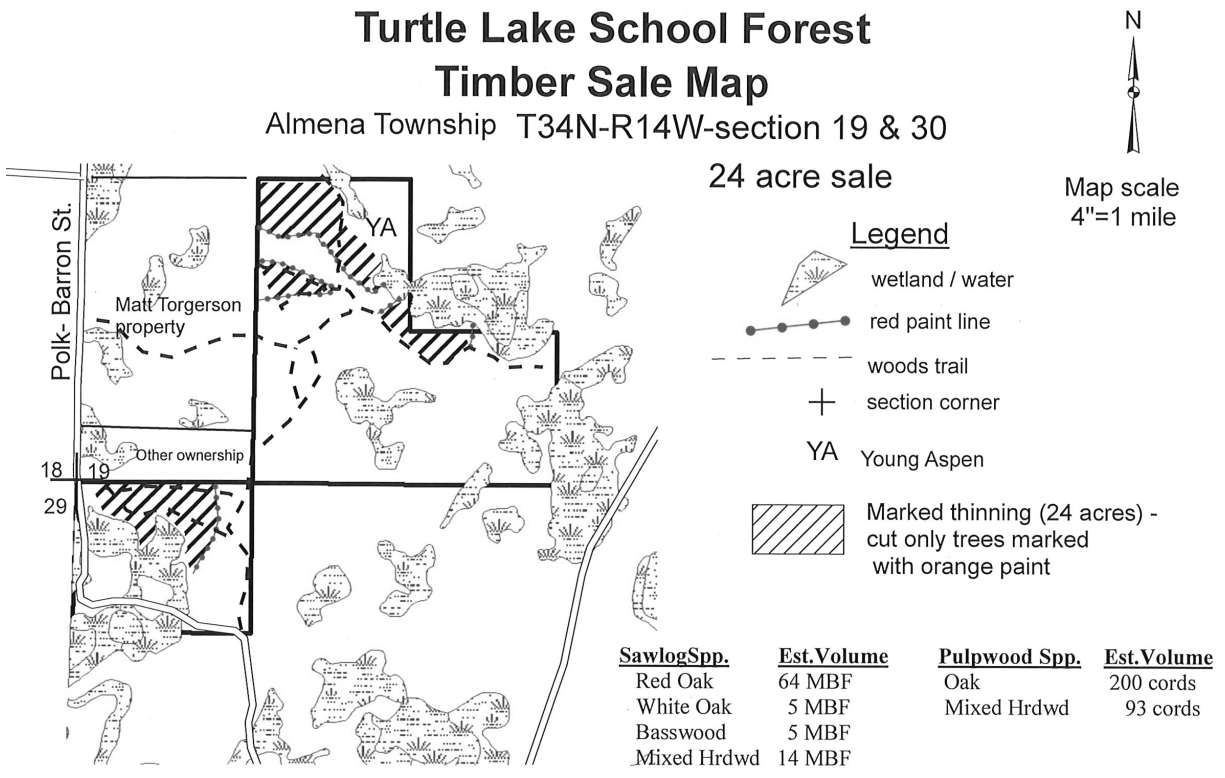 Turtle Lake School Forest
Timber Sale Map
Almena Township T34N-R14W-section 19 & 30
24 acre sale
N
Map scale
4"=1 mile
Polk- Barron St.
YA
Matt Torgerson
property
Other ownership
18 19
29
Legend
wetland / water
red paint line
woods trail
section corner
YA Young Aspen
Marked thinning (24 acres) -
cut only trees marked
with orange paint
SawlogSpp. Est.Volume
Red Oak 64 MBF
White Oak 5 MBF
Basswood 5 MBF
Mixed Hrdwd 14 MBF
Pulpwood Spp. Est.Volume
Oak 200 cords
Mixed Hrdwd 93 cords